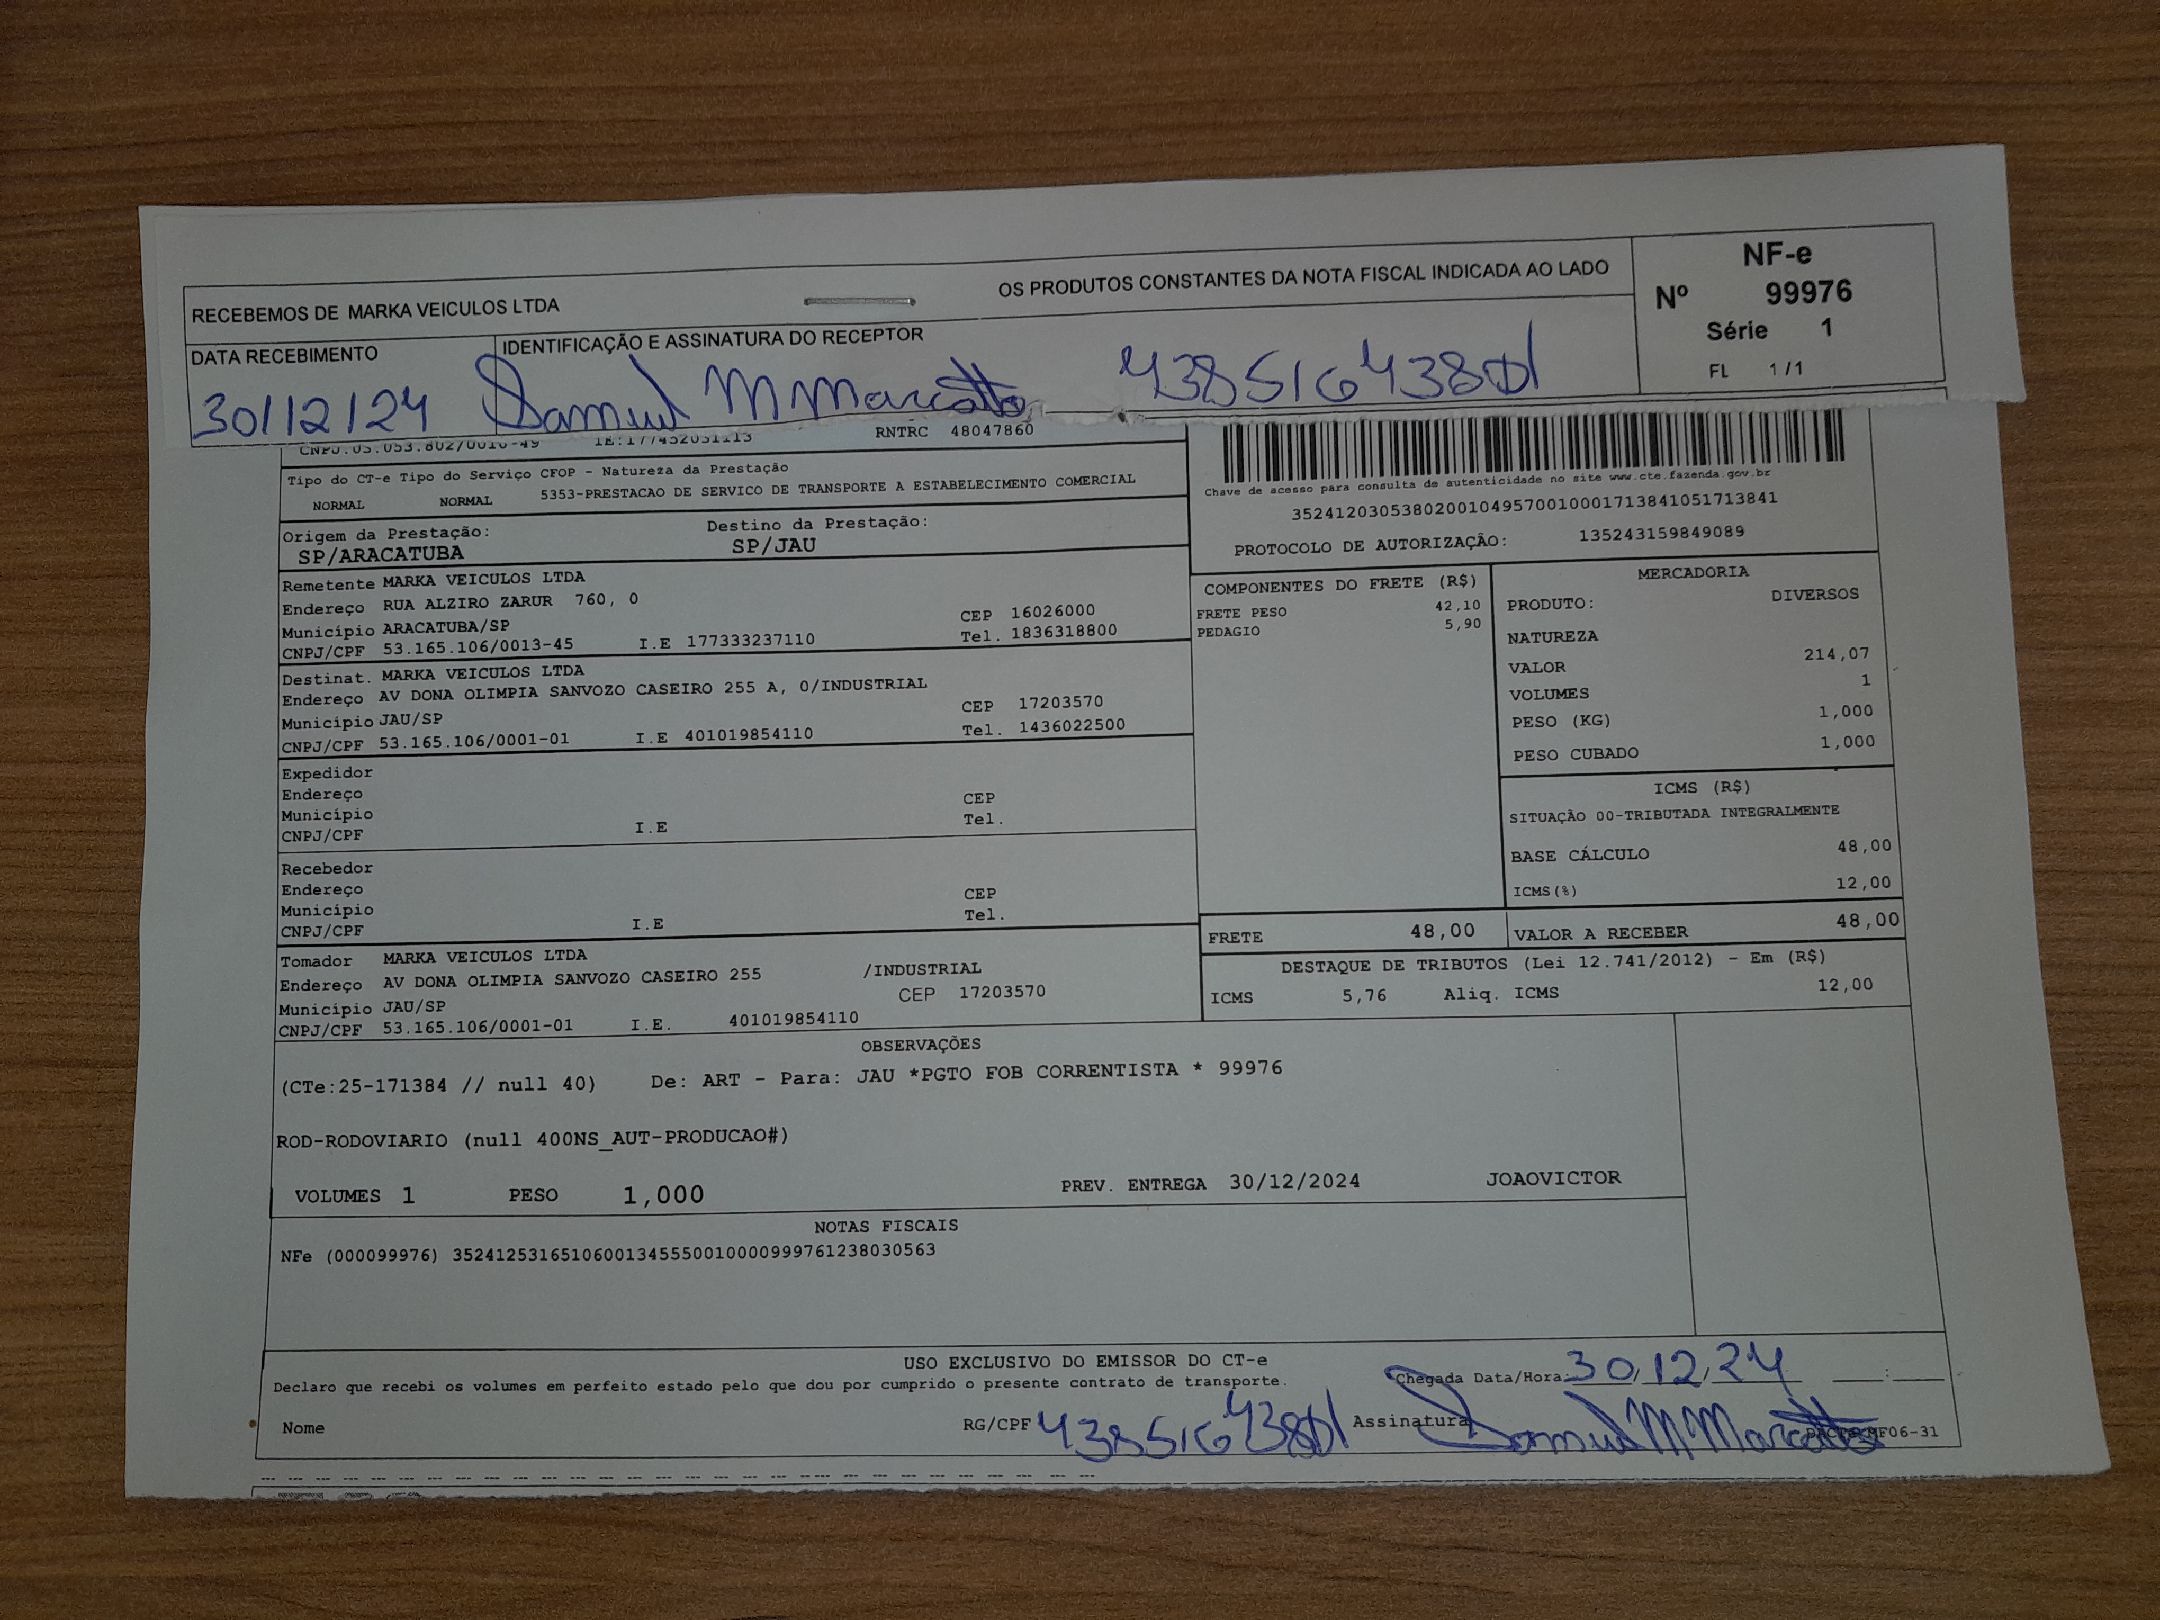 RECEBEMOS DE MARKA VEICULOS LTDA OS PRODUTOS CONSTANTES DA NOTA FISCAL INDICADA AO LADO
NF-e
Nº 99976
Série 1
FL 1/1
DATA RECEBIMENTO
30/12/24
IDENTIFICAÇÃO E ASSINATURA DO RECEPTOR
Samuel M Marcatto
RNTRC 48047860
Tipo do CT-e Tipo do Serviço CFOP - Natureza da Prestação
NORMAL NORMAL 5353-PRESTACAO DE SERVICO DE TRANSPORTE A ESTABELECIMENTO COMERCIAL
Chave de acesso para consulta de autenticidade no site www.cte.fazenda.gov.br
35241203053802001049570010001713841051713841
PROTOCOLO DE AUTORIZAÇÃO: 135243159849089
Origem da Prestação: Destino da Prestação:
SP/ARACATUBA SP/JAU
Remetente MARKA VEICULOS LTDA
Endereço RUA ALZIRO ZARUR 760, 0
Município ARACATUBA/SP CEP 16026000
CNPJ/CPF 53.165.106/0013-45 I.E 177333237110 Tel. 1836318800
Destinat. MARKA VEICULOS LTDA
Endereço AV DONA OLIMPIA SANVOZO CASEIRO 255 A, 0/INDUSTRIAL
Município JAU/SP CEP 17203570
CNPJ/CPF 53.165.106/0001-01 I.E 401019854110 Tel. 1436022500
Expedidor
Endereço
Município CEP
CNPJ/CPF I.E Tel.
Recebedor
Endereço
Município CEP
CNPJ/CPF I.E Tel.
Tomador MARKA VEICULOS LTDA
Endereço AV DONA OLIMPIA SANVOZO CASEIRO 255 /INDUSTRIAL
Município JAU/SP CEP 17203570
CNPJ/CPF 53.165.106/0001-01 I.E. 401019854110
COMPONENTES DO FRETE (R$)
FRETE PESO 42,10
PEDAGIO 5,90
MERCADORIA
PRODUTO: DIVERSOS
NATUREZA
VALOR 214,07
VOLUMES 1
PESO (KG) 1,000
PESO CUBADO 1,000
ICMS (R$)
SITUAÇÃO 00-TRIBUTADA INTEGRALMENTE
BASE CÁLCULO 48,00
ICMS(%) 12,00
FRETE 48,00 VALOR A RECEBER 48,00
DESTAQUE DE TRIBUTOS (Lei 12.741/2012) - Em (R$)
ICMS 5,76 Aliq. ICMS 12,00
OBSERVAÇÕES
(CTe:25-171384 // null 40) De: ART - Para: JAU *PGTO FOB CORRENTISTA * 99976
ROD-RODOVIARIO (null 400NS_AUT-PRODUCAO#)
VOLUMES 1 PESO 1,000 PREV. ENTREGA 30/12/2024 JOAOVICTOR
NOTAS FISCAIS
NFe (000099976) 35241253165106001345550010000999761238030563
USO EXCLUSIVO DO EMISSOR DO CT-e
Declaro que recebi os volumes em perfeito estado pelo que dou por cumprido o presente contrato de transporte.
Chegada Data/Hora: 30/12/24 :
Nome RG/CPF Assinatura Samuel M Marcatto